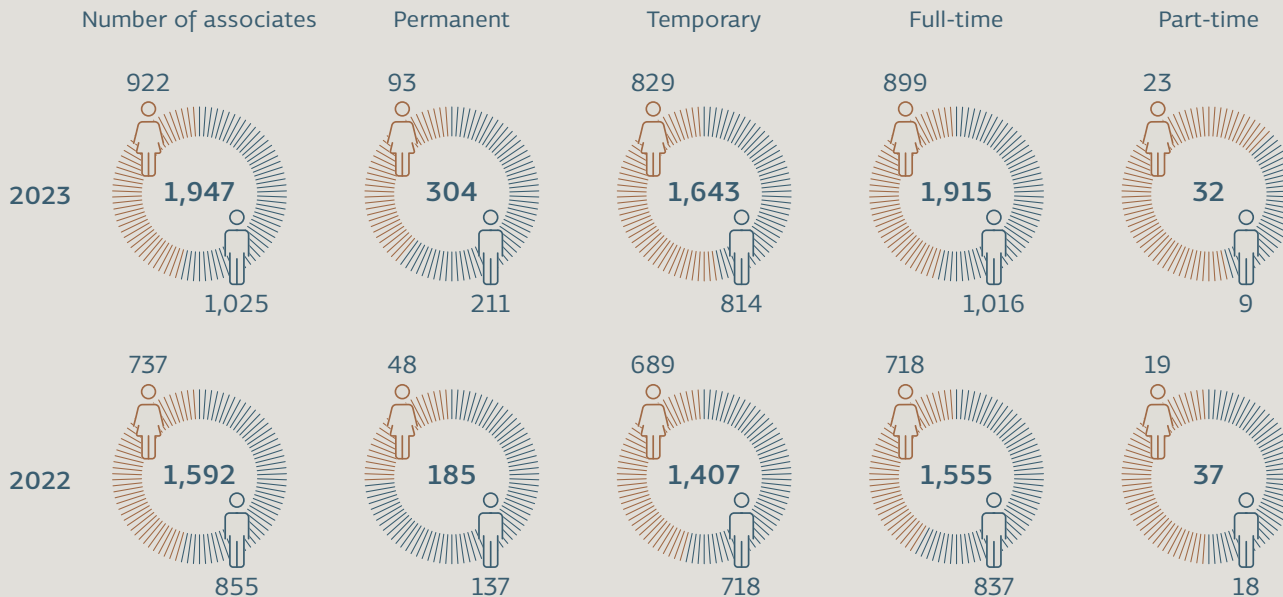 Number of associates Permanent Temporary Full-time Part-time
922 93 829 899 23
2023 1,947 304 1,643 1,915 32
1,025 211 814 1,016 9
737 48 689 718 19
2022 1,592 185 1,407 1,555 37
855 137 718 837 18